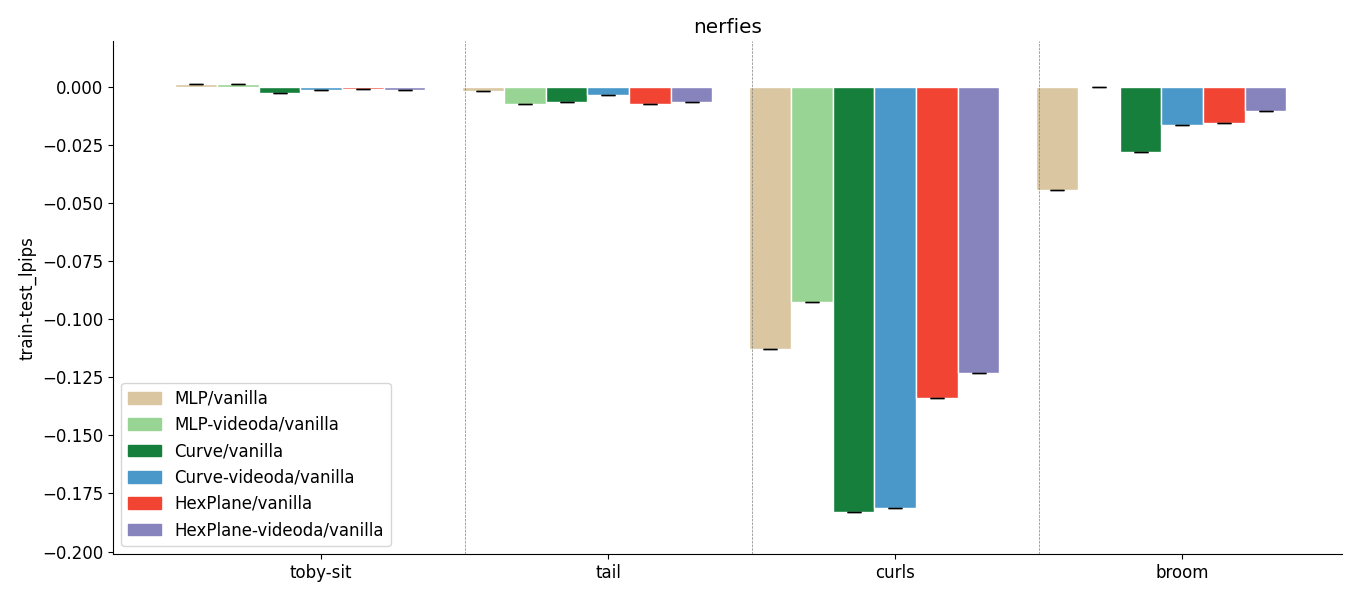 nerfies
train-test_lpips
0.000
−0.025
−0.050
−0.075
−0.100
−0.125
−0.150
−0.175
−0.200
MLP/vanilla
MLP-videoda/vanilla
Curve/vanilla
Curve-videoda/vanilla
HexPlane/vanilla
HexPlane-videoda/vanilla
toby-sit
tail
curls
broom